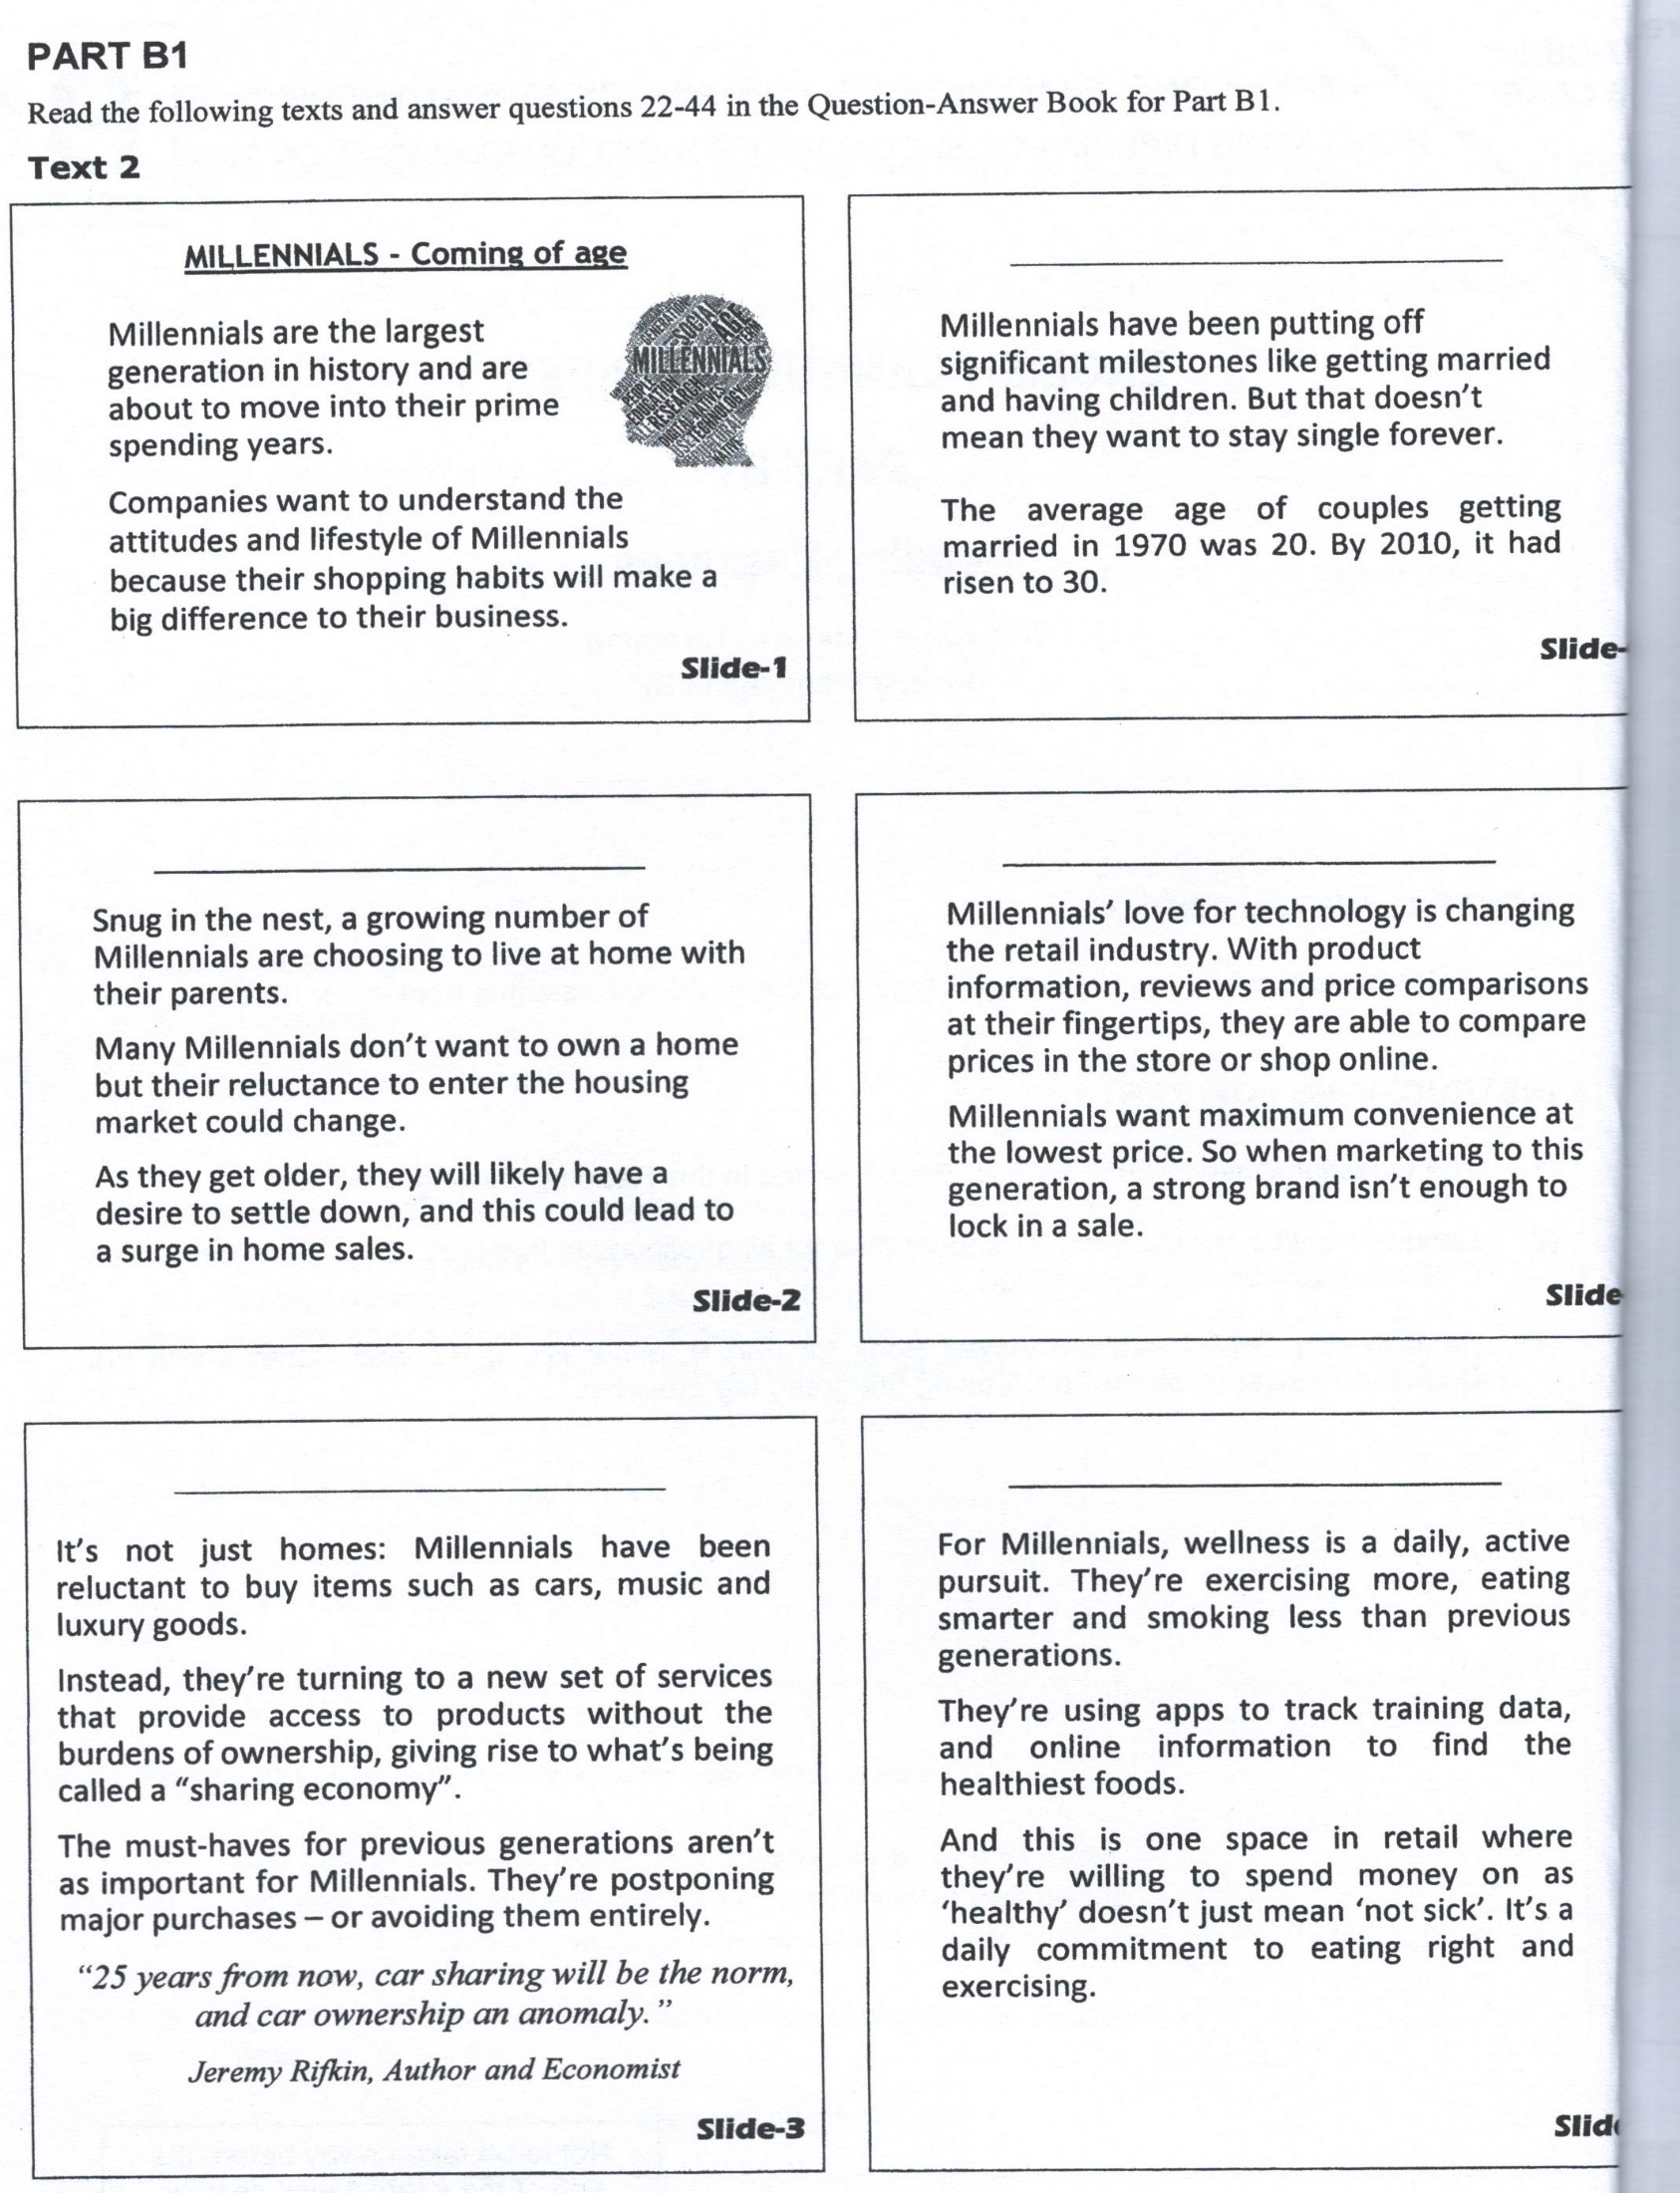 PART B1
Read the following texts and answer questions 22-44 in the Question-Answer Book for Part B1.
Text 2
MILLENNIALS - Coming of age
Millennials are the largest
generation in history and are
about to move into their prime
spending years.
MILLENNIALS
SOCIAL
AGE
GENERATION
RESEARCH
EDUCATION
PEOPLE
TECHNOLOGY
NATIVE
Companies want to understand the
attitudes and lifestyle of Millennials
because their shopping habits will make a
big difference to their business.
Slide-1
Snug in the nest, a growing number of
Millennials are choosing to live at home with
their parents.
Many Millennials don't want to own a home
but their reluctance to enter the housing
market could change.
As they get older, they will likely have a
desire to settle down, and this could lead to
a surge in home sales.
Slide-2
It's not just homes: Millennials have been
reluctant to buy items such as cars, music and
luxury goods.
Instead, they're turning to a new set of services
that provide access to products without the
burdens of ownership, giving rise to what's being
called a “sharing economy”.
The must-haves for previous generations aren't
as important for Millennials. They're postponing
major purchases – or avoiding them entirely.
“25 years from now, car sharing will be the norm,
and car ownership an anomaly.”
Jeremy Rifkin, Author and Economist
Slide-3
Millennials have been putting off
significant milestones like getting married
and having children. But that doesn't
mean they want to stay single forever.
The average age of couples getting
married in 1970 was 20. By 2010, it had
risen to 30.
Slide-
Millennials' love for technology is changing
the retail industry. With product
information, reviews and price comparisons
at their fingertips, they are able to compare
prices in the store or shop online.
Millennials want maximum convenience at
the lowest price. So when marketing to this
generation, a strong brand isn't enough to
lock in a sale.
Slide
For Millennials, wellness is a daily, active
pursuit. They're exercising more, eating
smarter and smoking less than previous
generations.
They're using apps to track training data,
and online information to find the
healthiest foods.
And this is one space in retail where
they're willing to spend money on as
‘healthy’ doesn't just mean ‘not sick’. It's a
daily commitment to eating right and
exercising.
Slid